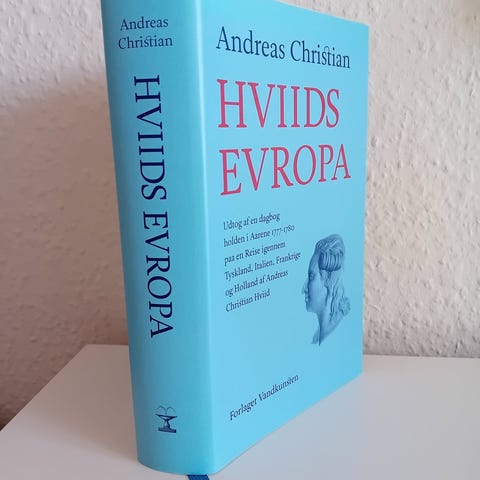 Andreas
Christian
HVIIDS EVROPA
Andreas Christian
HVIIDS
EVROPA
Udtog af en dagbog
holden i Aarene 1777-1780
paa en Reise igennem
Tyskland, Italien, Frankrige
og Holland af Andreas
Christian Hviid
Forlaget Vandkunsten